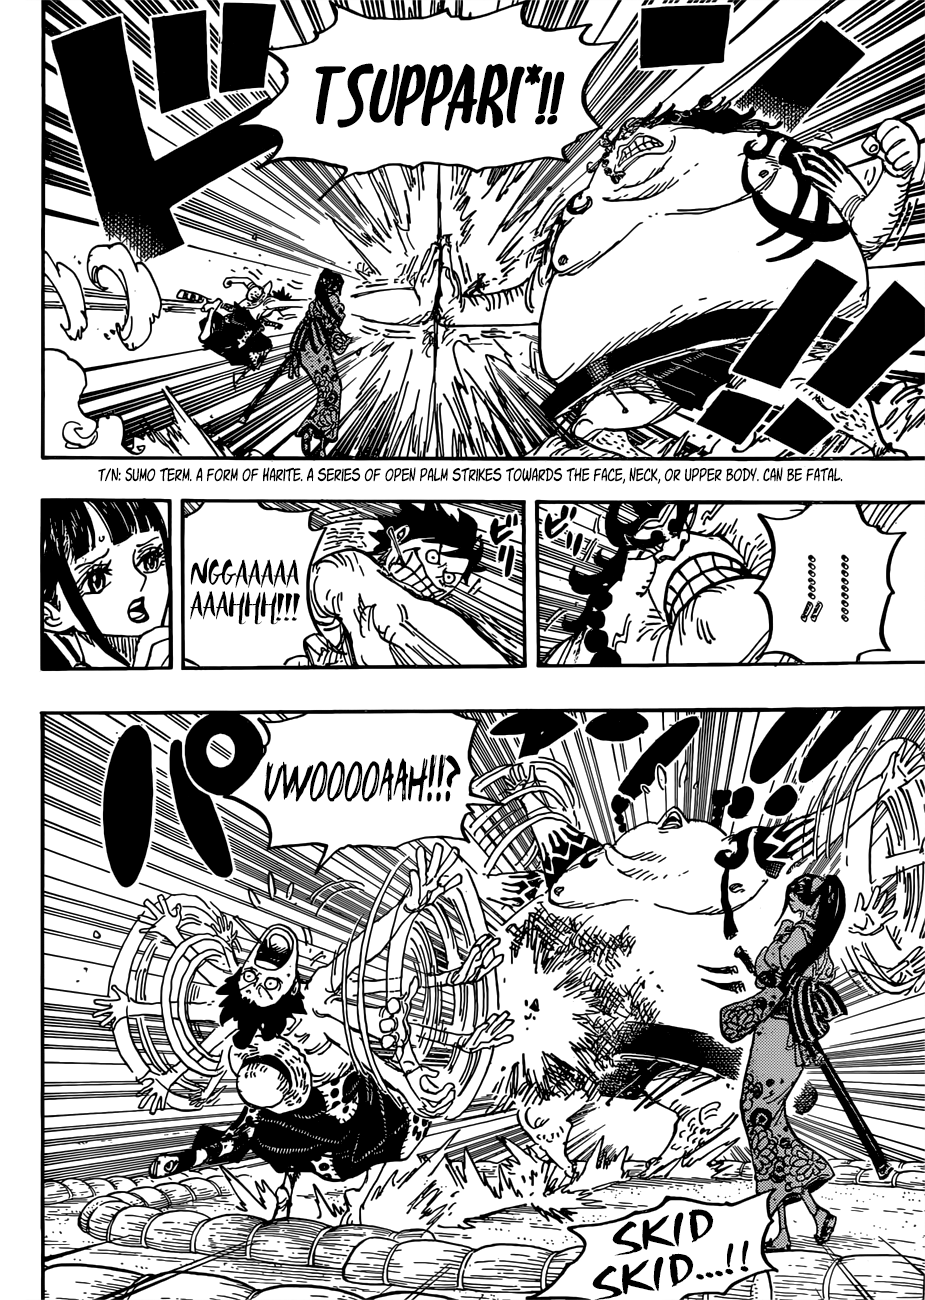 TSUPPARI*!!
ド
!!!
T/N: SUMO TERM. A FORM OF HARITE. A SERIES OF OPEN PALM STRIKES TOWARDS THE FACE, NECK, OR UPPER BODY. CAN BE FATAL.
NGGAAAAA
AAAHHH!!!
ビ
リ
ビ
パ
UWOOOOAAH!!!?
SKID
SKID...!!